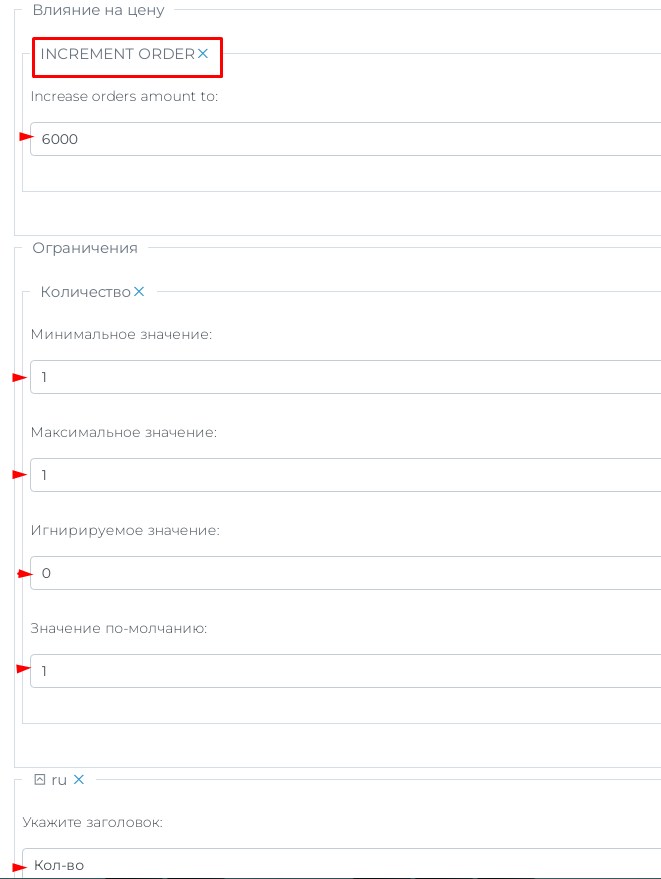 Влияние на цену
INCREMENT ORDER
Increase orders amount to:
6000
Ограничения
Количество
Минимальное значение:
1
Максимальное значение:
1
Игнирируемое значение:
0
Значение по-молчанию:
1
ru
Укажите заголовок:
Кол-во